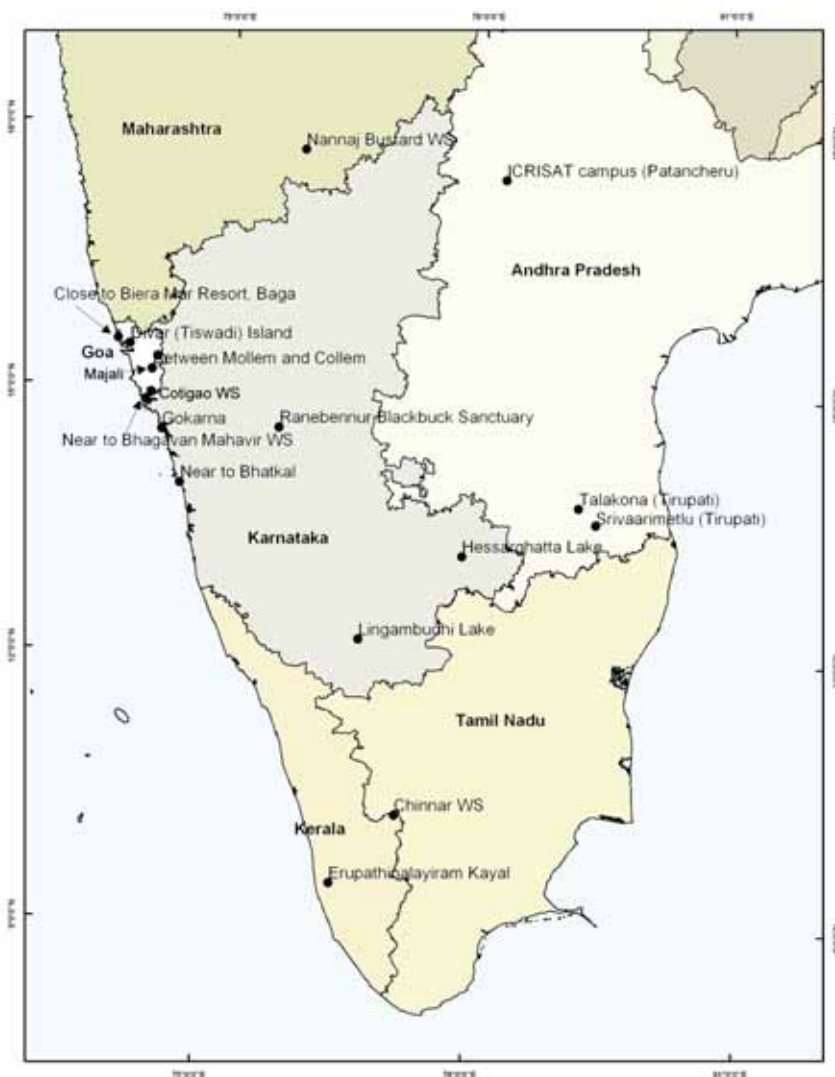 Maharashtra
Nannaj Bustard WS
ICRISAT campus (Patancheru)
Andhra Pradesh
Close to Biera Mar Resort, Baga
Divar (Tiswadi) Island
Goa
Between Mollem and Collem
Majali
Cotigao WS
Gokarna
Ranebennur Blackbuck Sanctuary
Near to Bhagavan Mahavir WS
Near to Bhatkal
Talakona (Tirupati)
Srivaarimetlu (Tirupati)
Karnataka
Hessarghatta Lake
Lingambudhi Lake
Tamil Nadu
Chinnar WS
Kerala
Erupathinalayiram Kayal